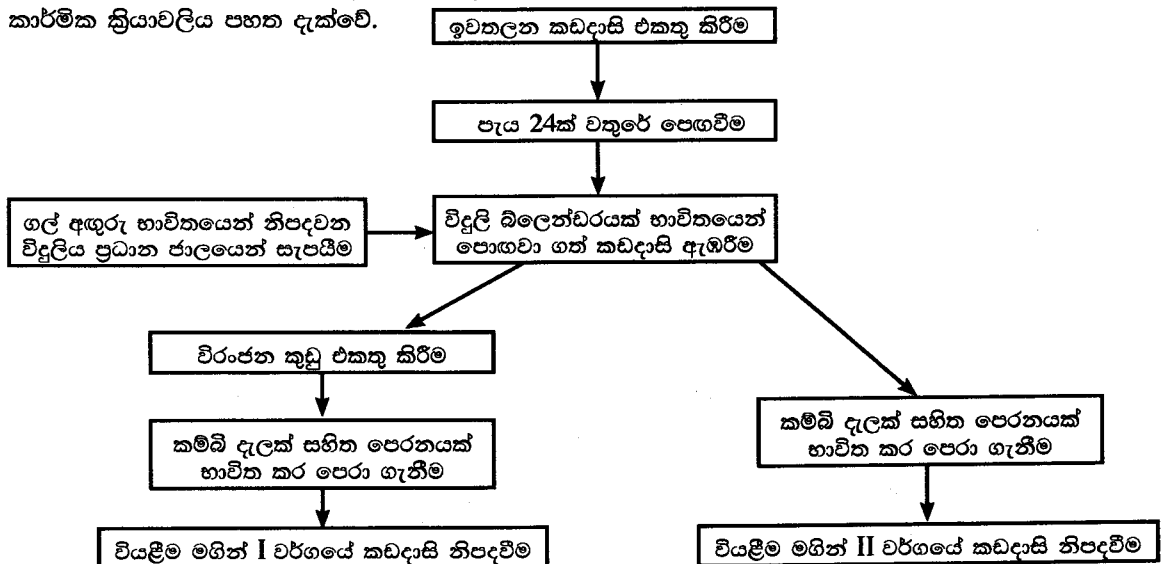 කාර්මික ක්‍රියාවලිය පහත දැක්වේ.
ඉවතලන කඩදාසි එකතු කිරීම
පැය 24ක් වතුරේ පෙඟවීම
ගල් අඟුරු භාවිතයෙන් නිපදවන
විදුලිය ප්‍රධාන ජාලයෙන් සැපයීම
විදුලි බ්ලෙන්ඩරයක් භාවිතයෙන්
පොඟවා ගත් කඩදාසි ඇඹරීම
විරංජන කුඩු එකතු කිරීම
කම්බි දැලක් සහිත පෙරනයක්
භාවිත කර පෙරා ගැනීම
වියළීම මගින් I වර්ගයේ කඩදාසි නිපදවීම
කම්බි දැලක් සහිත පෙරනයක්
භාවිත කර පෙරා ගැනීම
වියළීම මගින් II වර්ගයේ කඩදාසි නිපදවීම